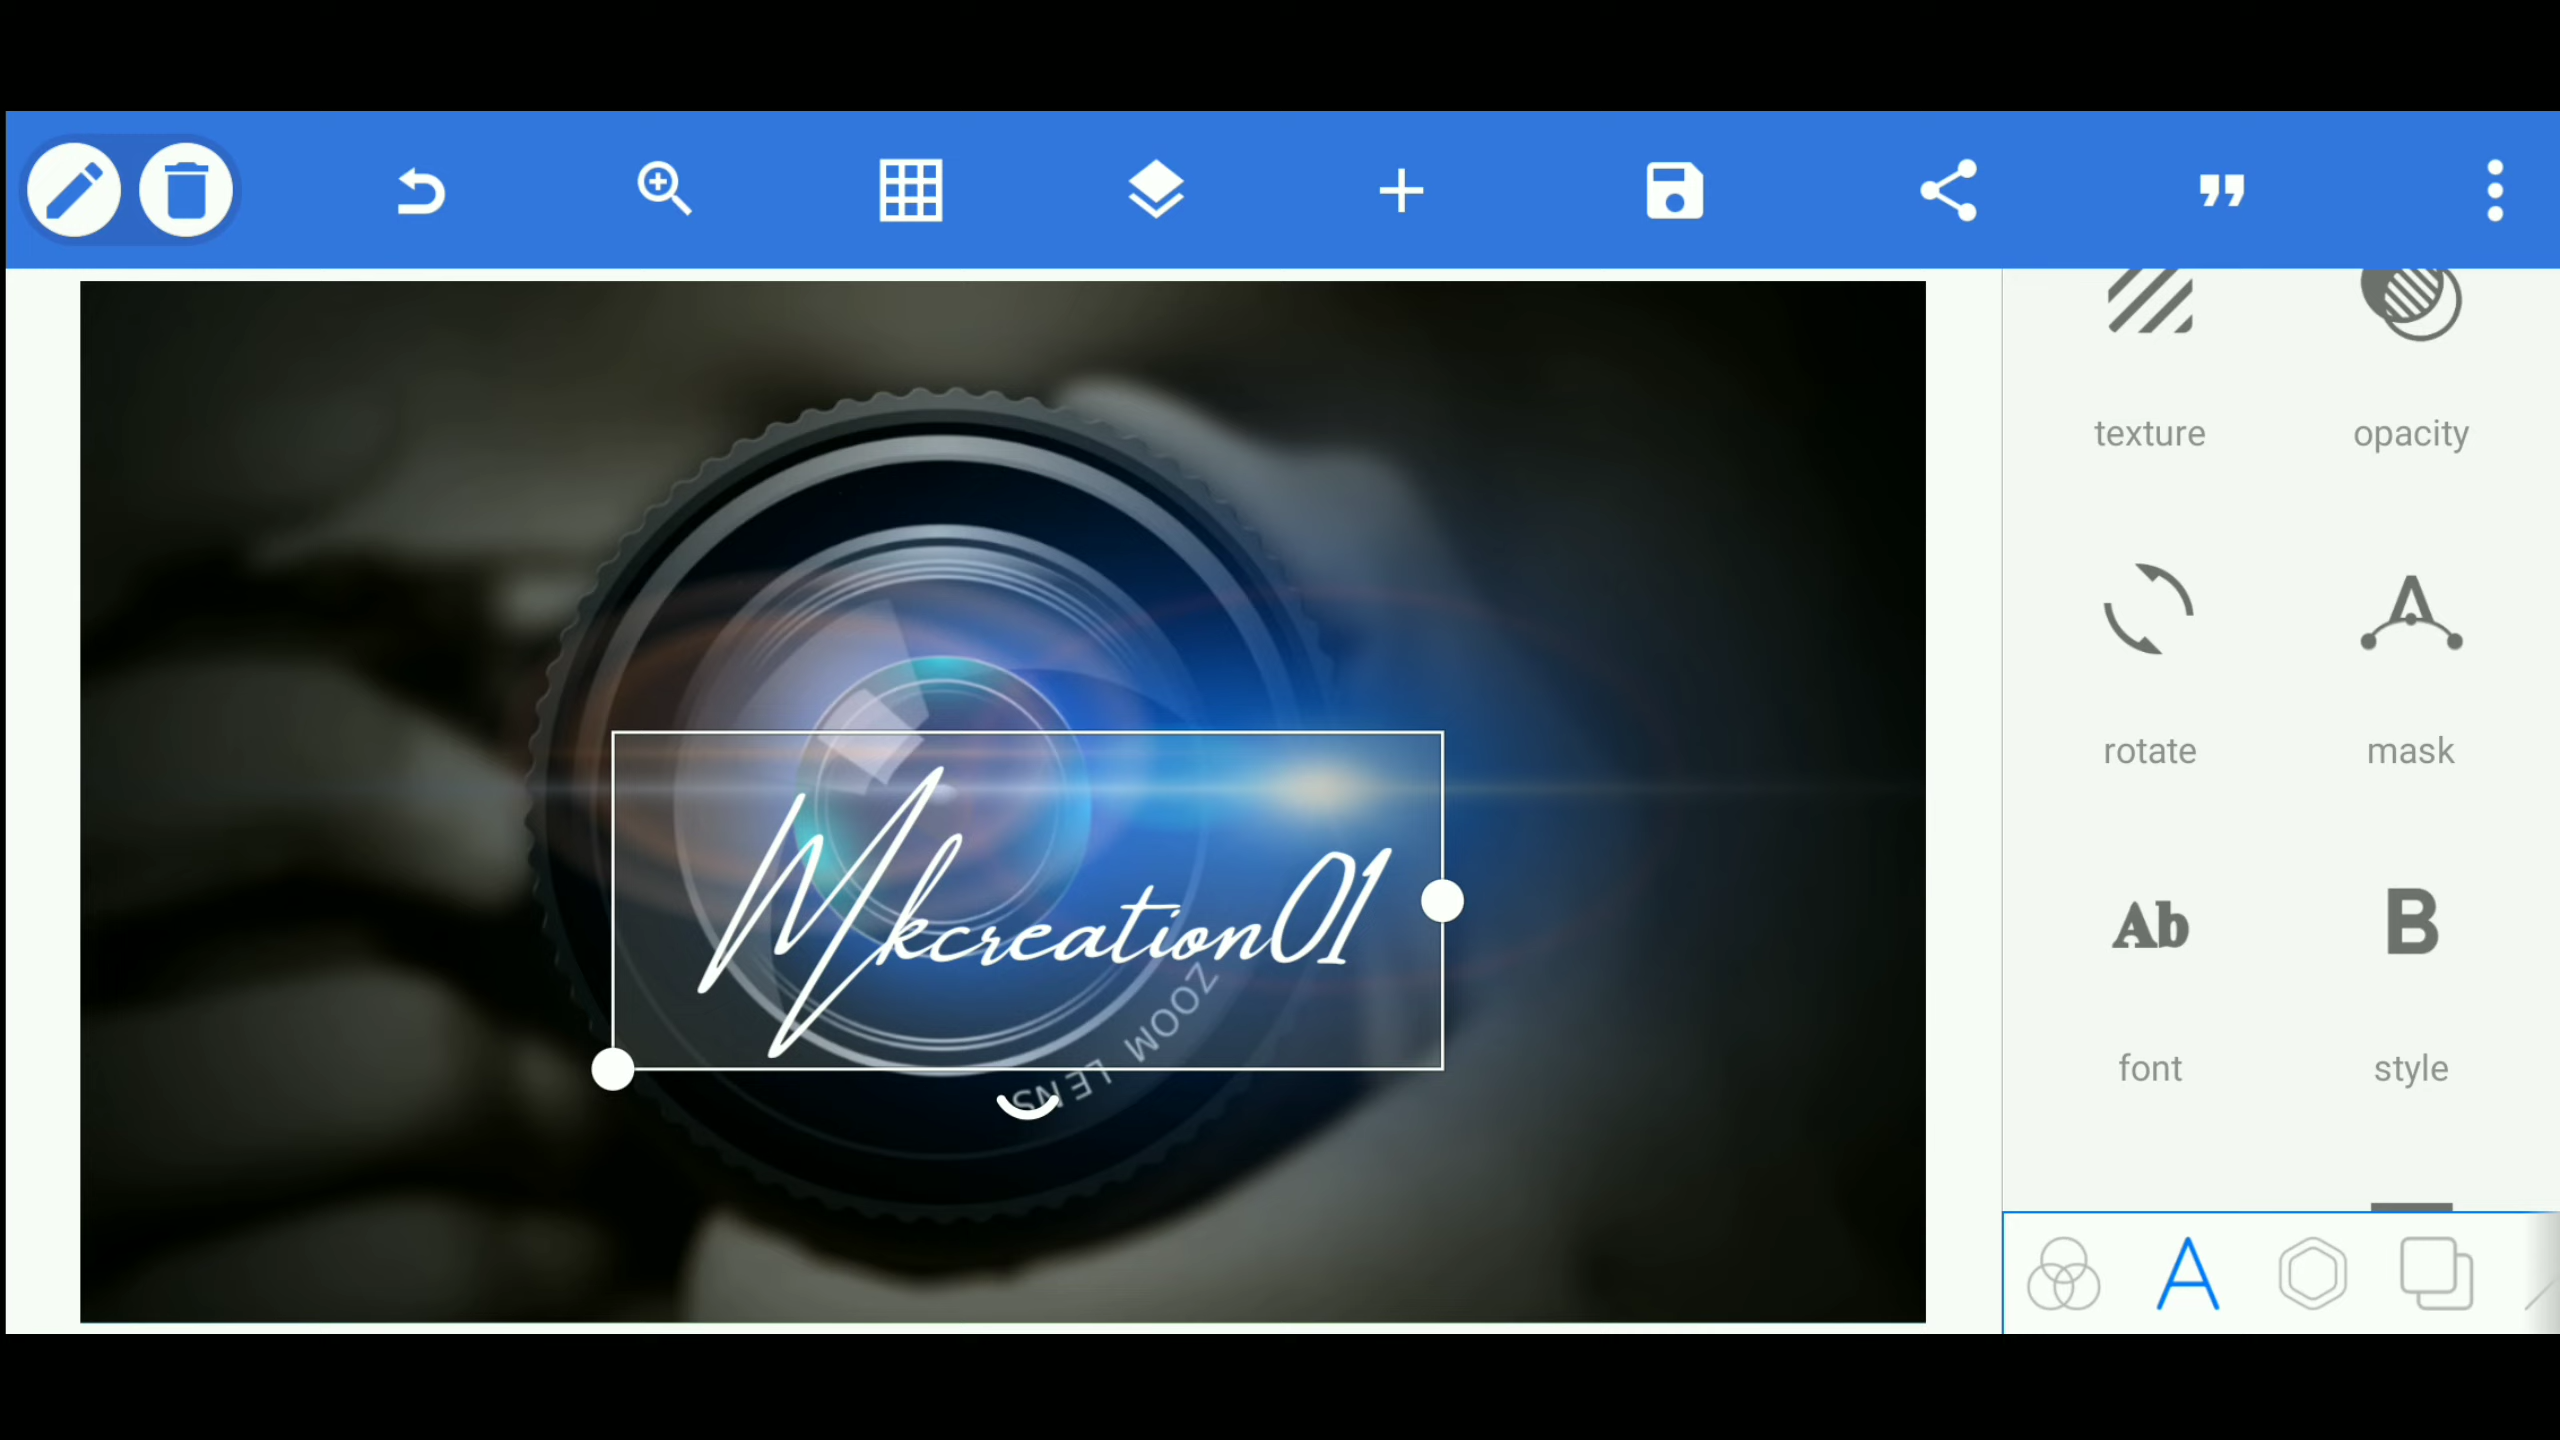 texture
opacity
rotate
mask
Mkcreation01
ZOOM LENS
Ab
B
font
style
A